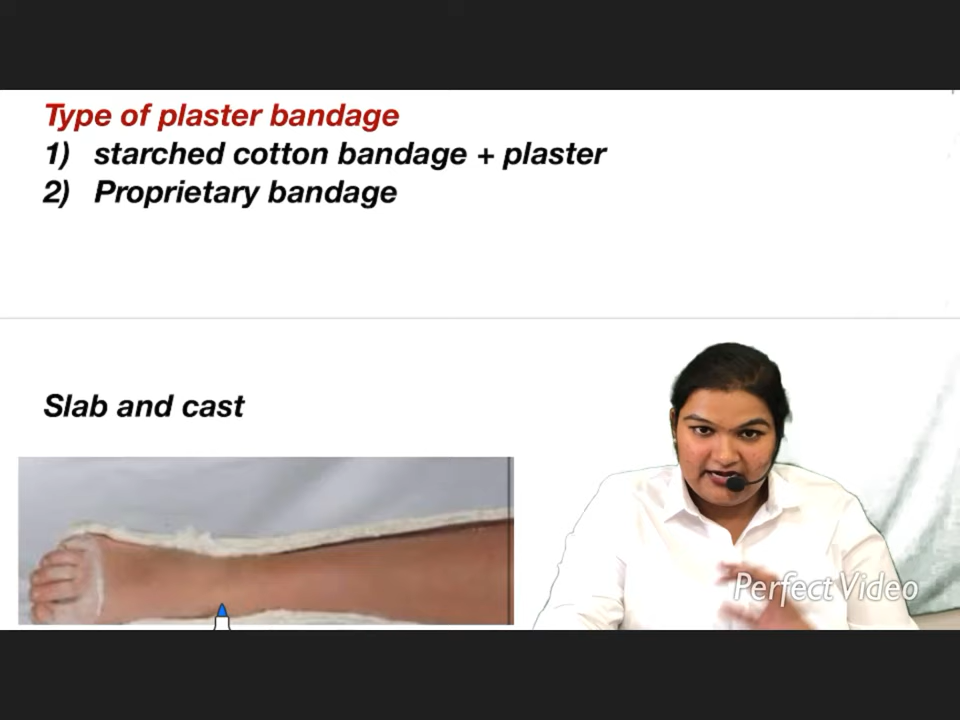 Type of plaster bandage
1) starched cotton bandage + plaster
2) Proprietary bandage
Slab and cast
Perfect Video